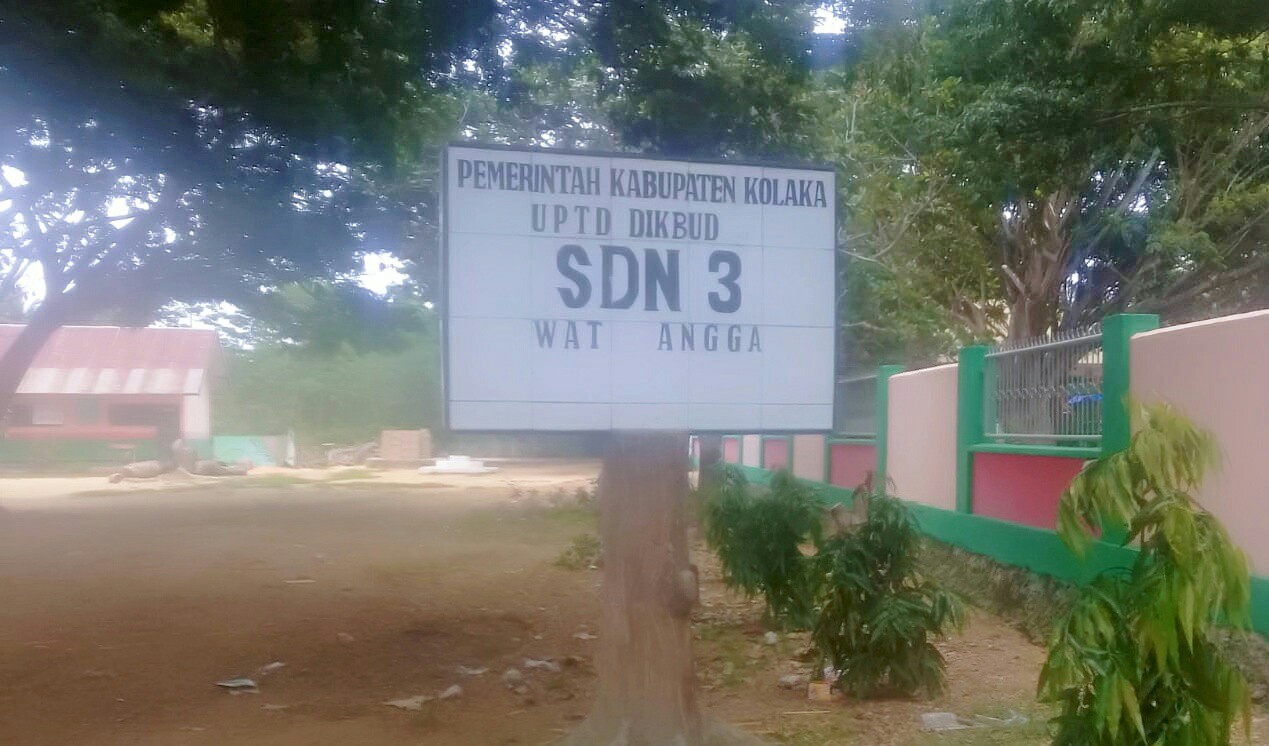 PEMERINTAH KABUPATEN KOLAKA
UPTD DIKBUD
SDN 3
WAT ANGGA